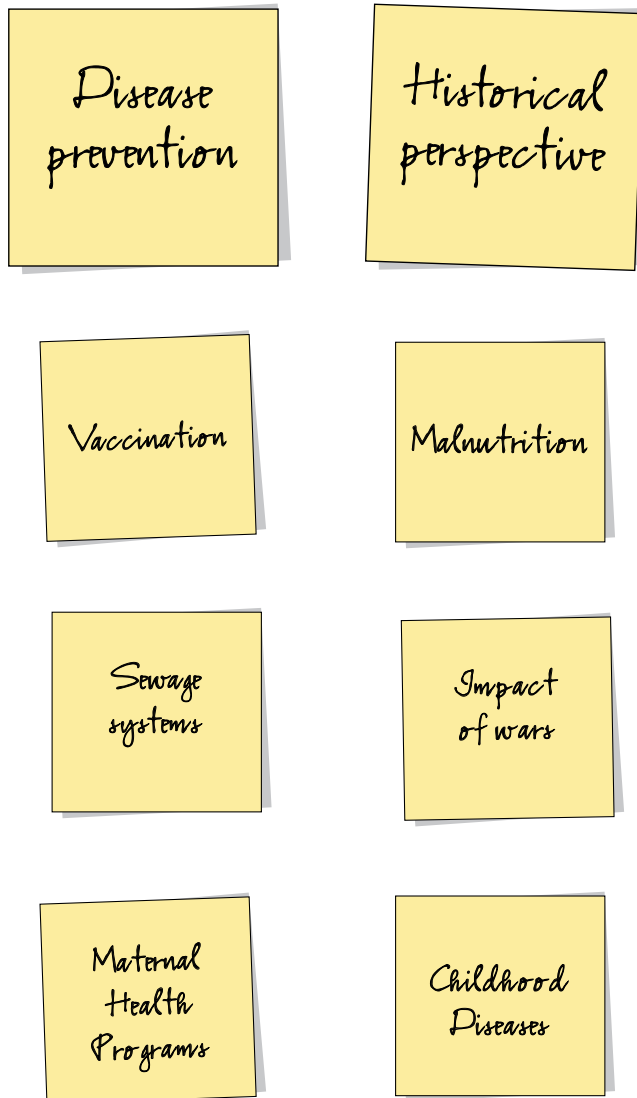 Disease
prevention
Historical
perspective
Vaccination
Malnutrition
Sewage
systems
Impact
of wars
Maternal
Health
Programs
Childhood
Diseases